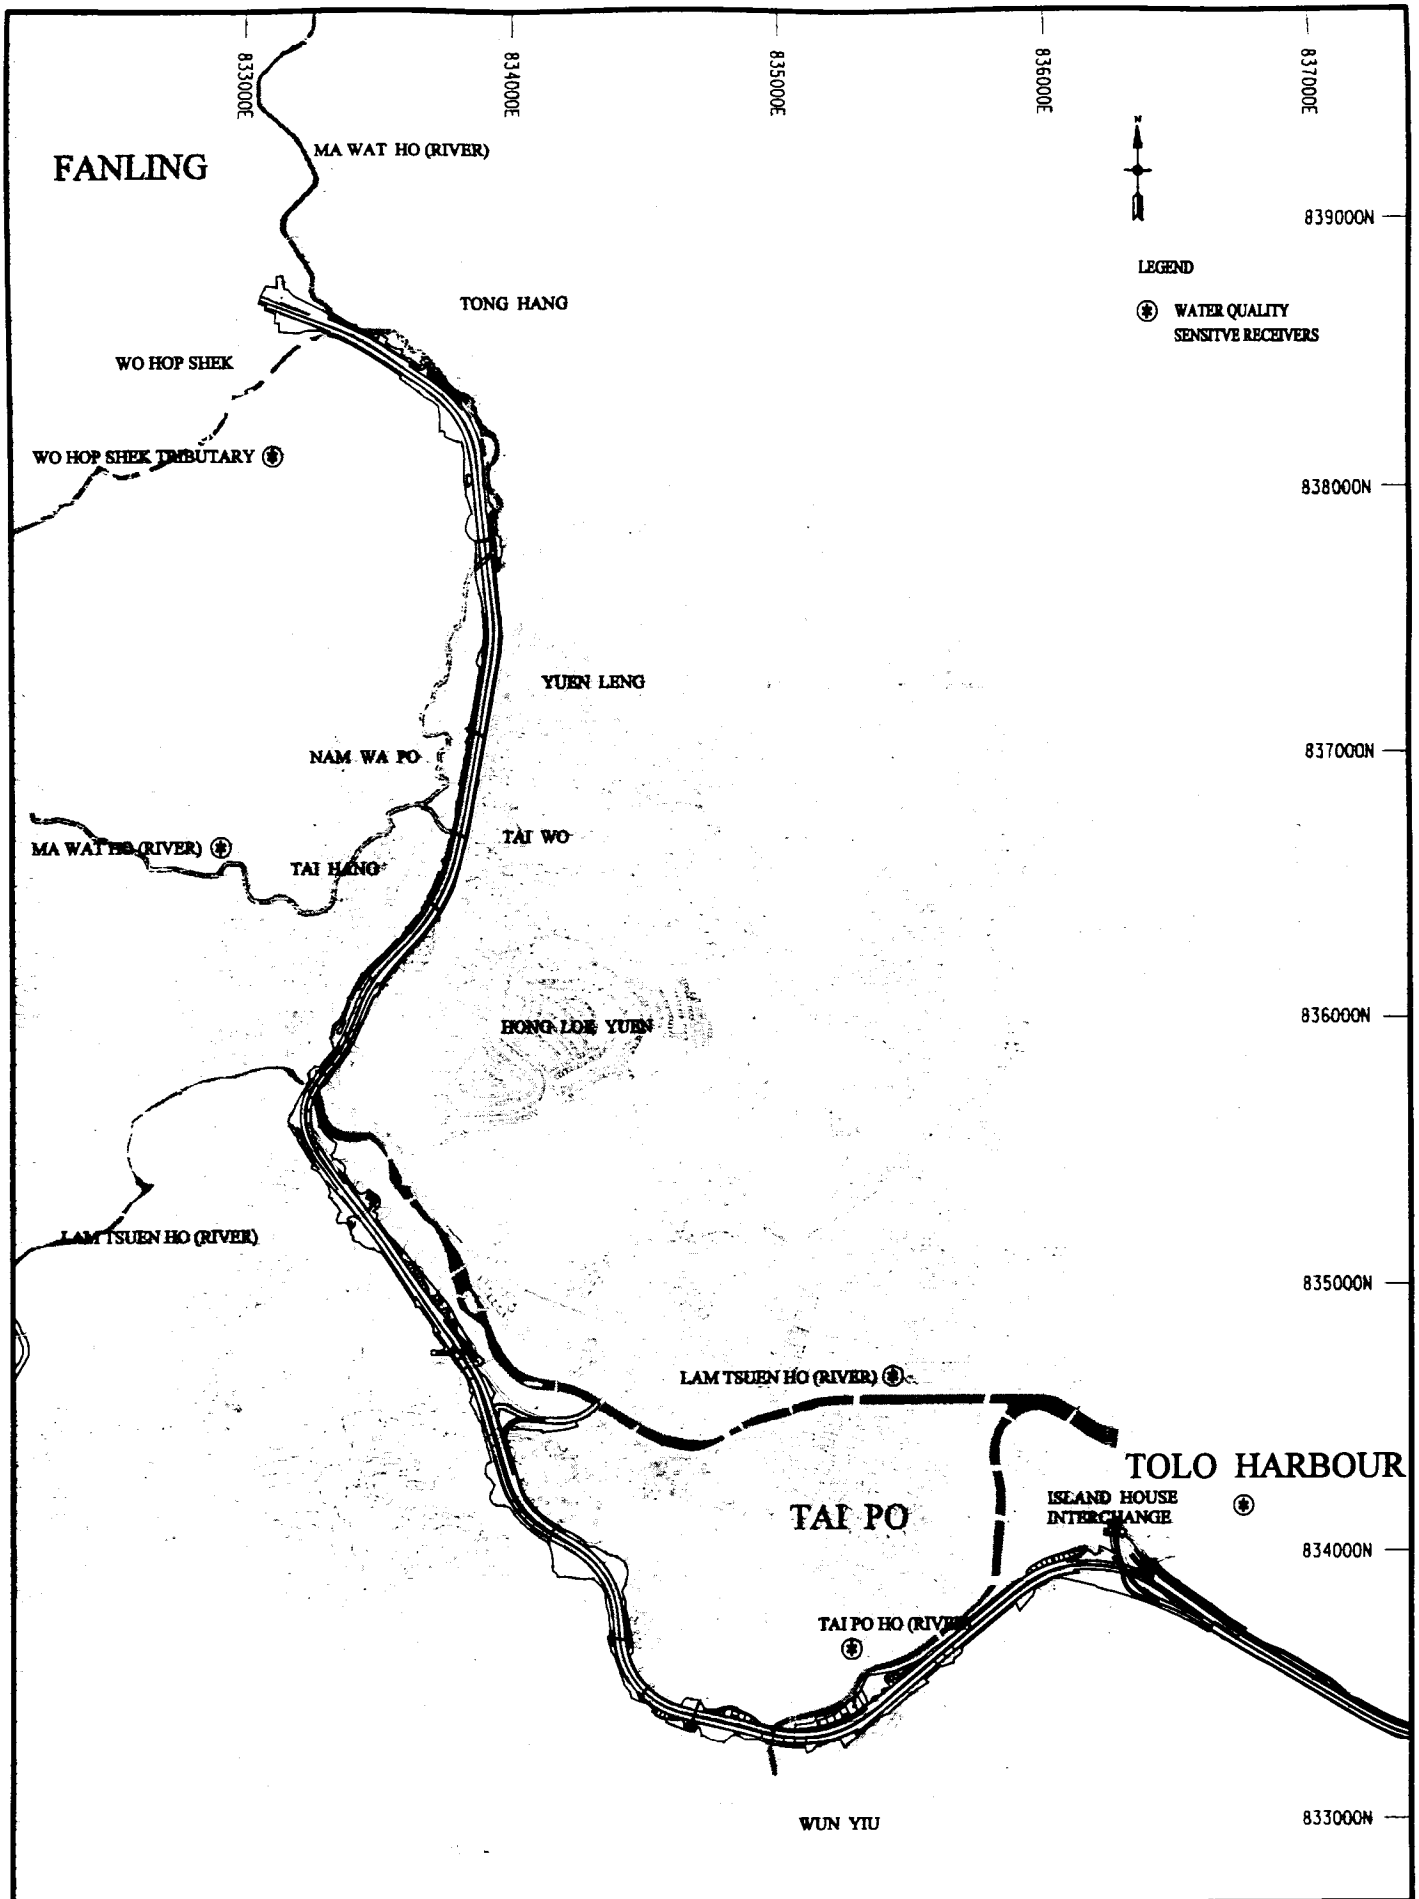 833000E
834000E
835000E
836000E
837000E
FANLING
MA WAT HO (RIVER)
N
839000N
LEGEND
WATER QUALITY
SENSITVE RECEIVERS
TONG HANG
WO HOP SHEK
WO HOP SHEK TRIBUTARY
838000N
YUEN LENG
NAM WA PO
837000N
TAI WO
MA WAT HO (RIVER)
TAI HANG
HONG LOK YUEN
836000N
LAM TSUEN HO (RIVER)
835000N
LAM TSUEN HO (RIVER)
TOLO HARBOUR
ISLAND HOUSE
INTERCHANGE
TAI PO
834000N
TAI PO HO (RIVER)
WUN YIU
833000N